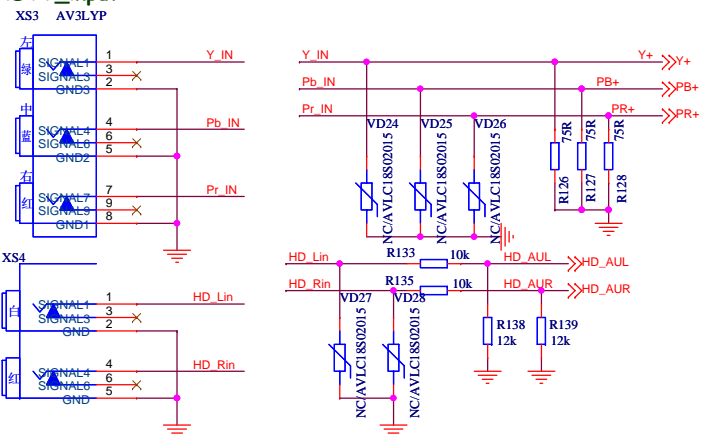 XS3 AV3LYP
左
绿
SIGNAL1 1 Y_IN
SIGNAL3 3
GND3 2
中
蓝
SIGNAL4 4 Pb_IN
SIGNAL6 6
GND2 5
右
红
SIGNAL7 7 Pr_IN
SIGNAL9 9
GND1 8
Y_IN Y+ Y+
Pb_IN PB+ PB+
Pr_IN PR+ PR+
VD24 VD25 VD26
NC/AVLC18S02015 NC/AVLC18S02015 NC/AVLC18S02015
75R 75R 75R
R126 R127 R128
XS4
白
SIGNAL1 1 HD_Lin
SIGNAL3 3
GND 2
红
SIGNAL4 4 HD_Rin
SIGNAL6 6
GND 5
HD_Lin R133 10k HD_AUL HD_AUL
HD_Rin R135 10k HD_AUR HD_AUR
VD27 VD28
NC/AVLC18S02015 NC/AVLC18S02015
R138 12k
R139 12k